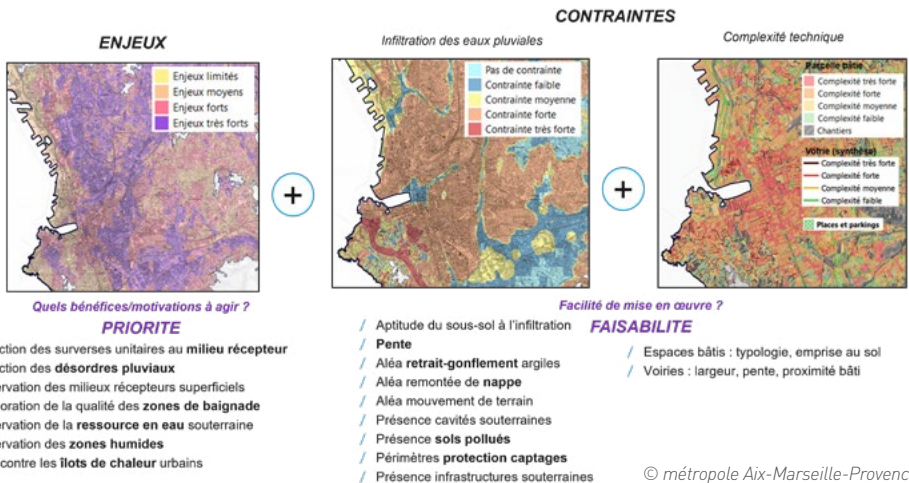 CONTRAINTES
ENJEUX
Infiltration des eaux pluviales
Complexité technique
Enjeux limités
Enjeux moyens
Enjeux forts
Enjeux très forts
Pas de contrainte
Contrainte faible
Contrainte moyenne
Contrainte forte
Contrainte très forte
Parcelle bâtie
Complexité très forte
Complexité forte
Complexité moyenne
Complexité faible
Chantiers
Voirie (synthèse)
Complexité très forte
Complexité forte
Complexité moyenne
Complexité faible
Places et parkings
+
+
Quels bénéfices/motivations à agir ?
PRIORITE
ction des surverses unitaires au milieu récepteur
ction des désordres pluviaux
ervation des milieux récepteurs superficiels
oration de la qualité des zones de baignade
ervation de la ressource en eau souterraine
ervation des zones humides
contre les îlots de chaleur urbains
Facilité de mise en œuvre ?
FAISABILITE
/ Aptitude du sous-sol à l'infiltration
/ Pente
/ Aléa retrait-gonflement argiles
/ Aléa remontée de nappe
/ Aléa mouvement de terrain
/ Présence cavités souterraines
/ Présence sols pollués
/ Périmètres protection captages
/ Présence infrastructures souterraines
/ Espaces bâtis : typologie, emprise au sol
/ Voiries : largeur, pente, proximité bâti
© métropole Aix-Marseille-Provenc